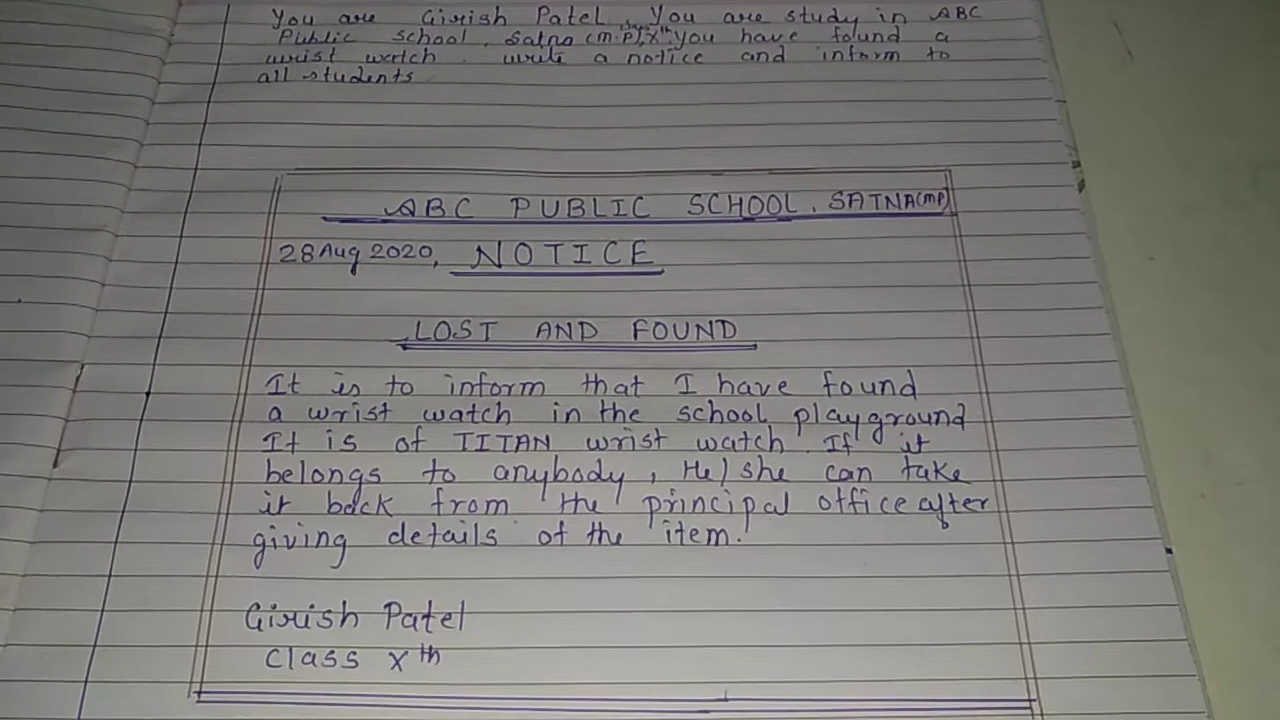 You are Girish Patel, You are study in ABC
Public school, Satna (m.p), Xth you have foľund a
wrist watch. write a notice and inform to
all students
ABC PUBLIC SCHOOL, SATNA(MP)
28 Aug 2020, NOTICE
LOST AND FOUND
It is to inform that I have found
a wrist watch in the school playground
It is of TITAN wrist watch. If it
belongs to anybody, He/she can take
it back from the principal office after
giving details of the item.
Girish Patel
Class Xth